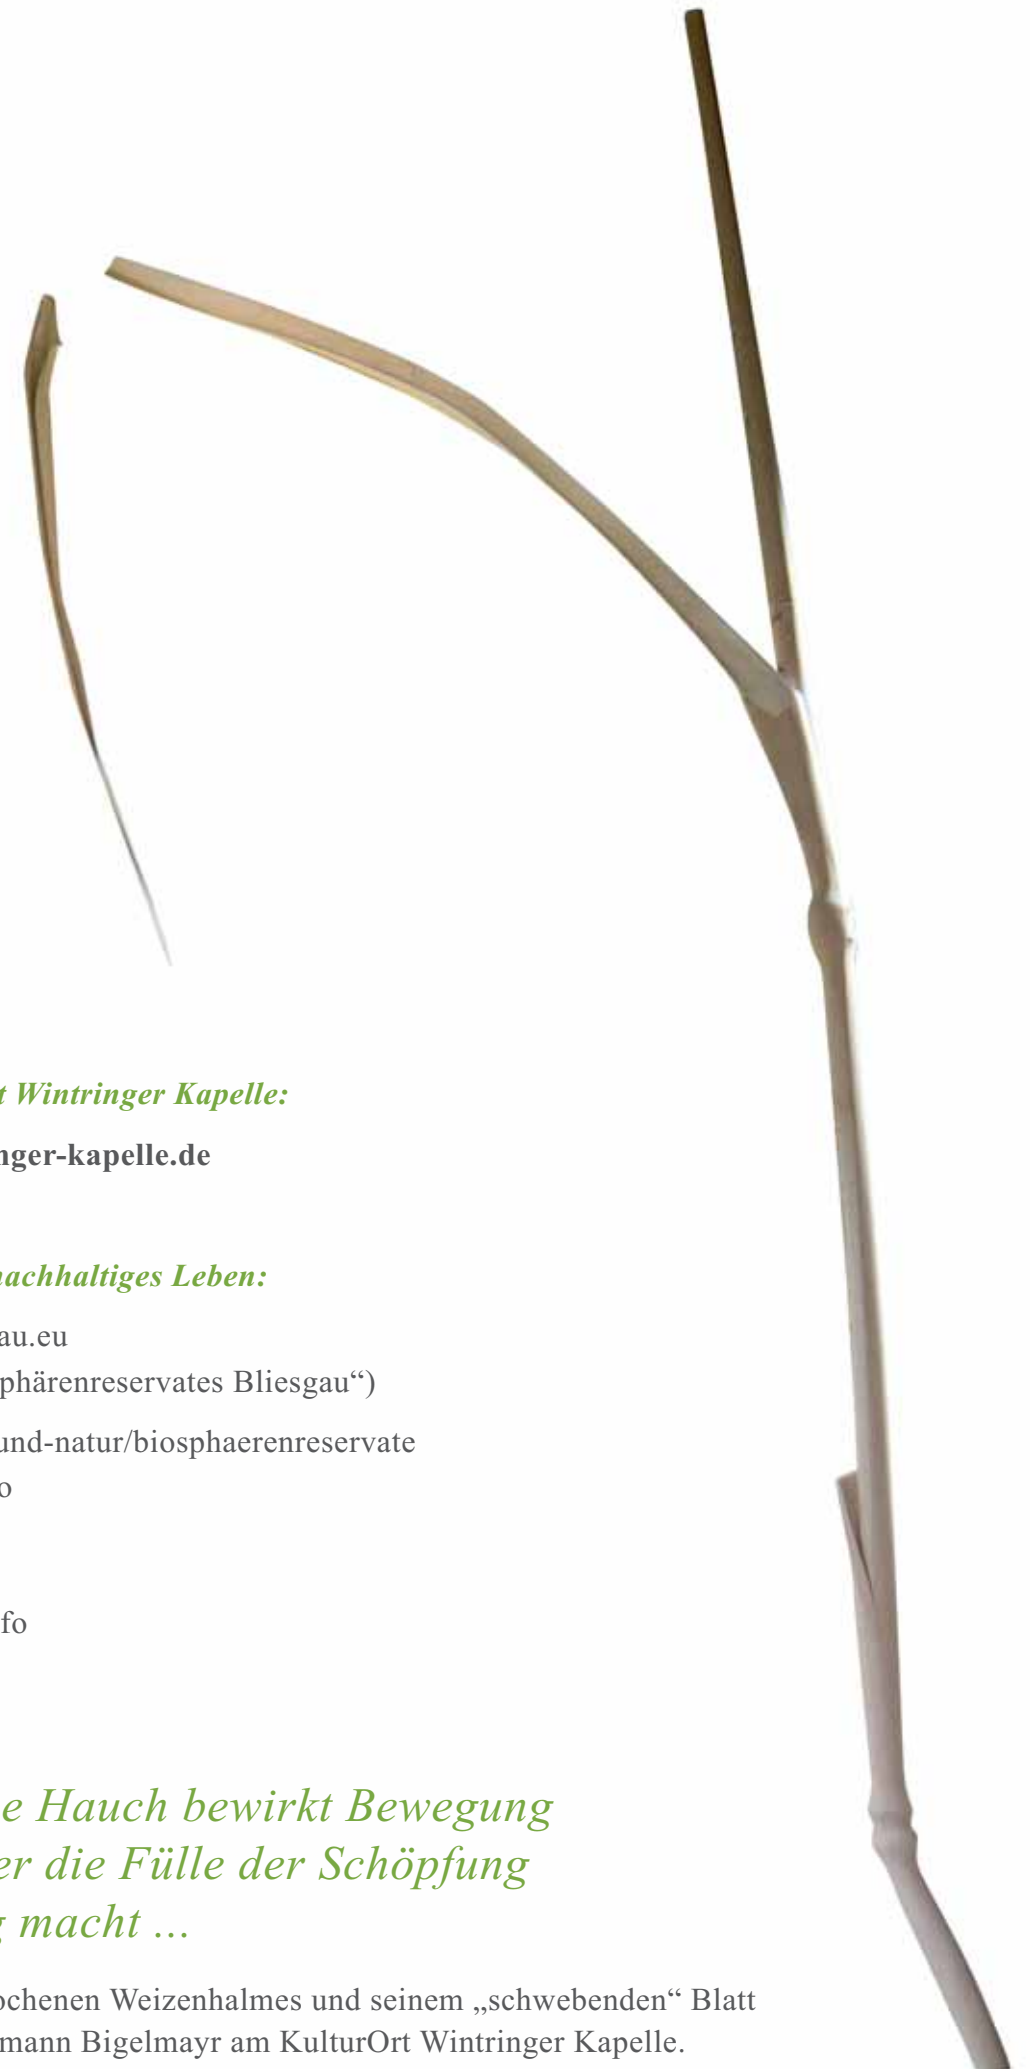 t Wintringer Kapelle:
nger-kapelle.de
nachhaltiges Leben:
au.eu
phärenreservates Bliesgau“)
und-natur/biosphaerenreservate
o
fo
e Hauch bewirkt Bewegung
er die Fülle der Schöpfung
g macht ...
ochenen Weizenhalmes und seinem „schwebenden“ Blatt
mann Bigelmayr am KulturOrt Wintringer Kapelle.